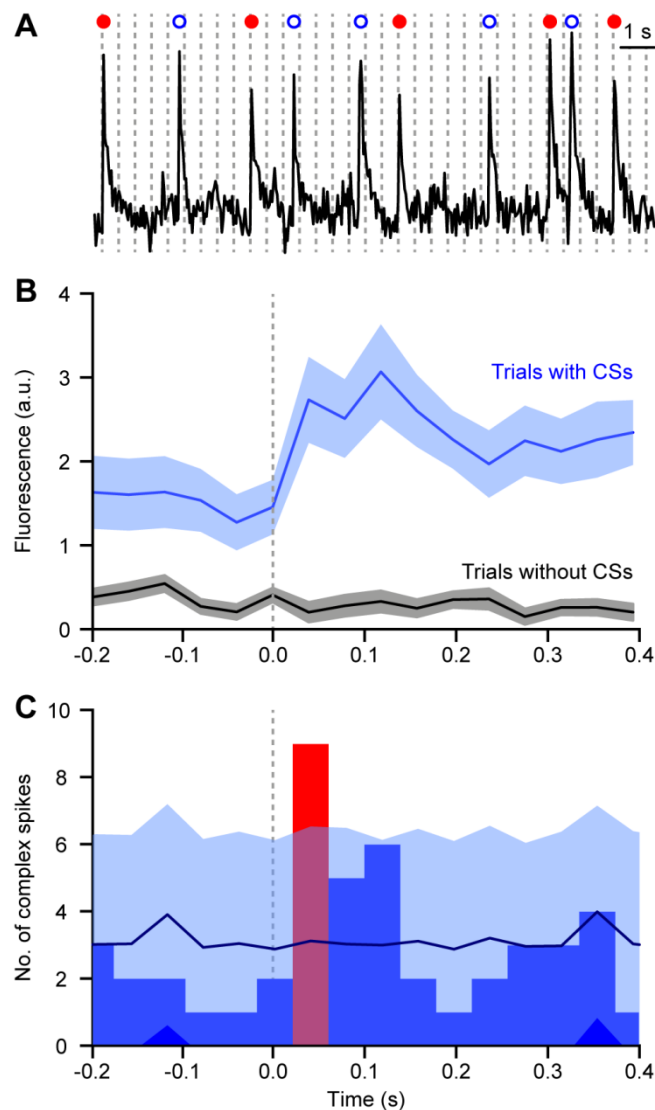 A
1 s
B
4
3
2
1
0
Fluorescence (a.u.)
Trials with CSs
Trials without CSs
-0.2 -0.1 0.0 0.1 0.2 0.3 0.4
C
10
8
6
4
2
0
No. of complex spikes
-0.2 -0.1 0.0 0.1 0.2 0.3 0.4
Time (s)